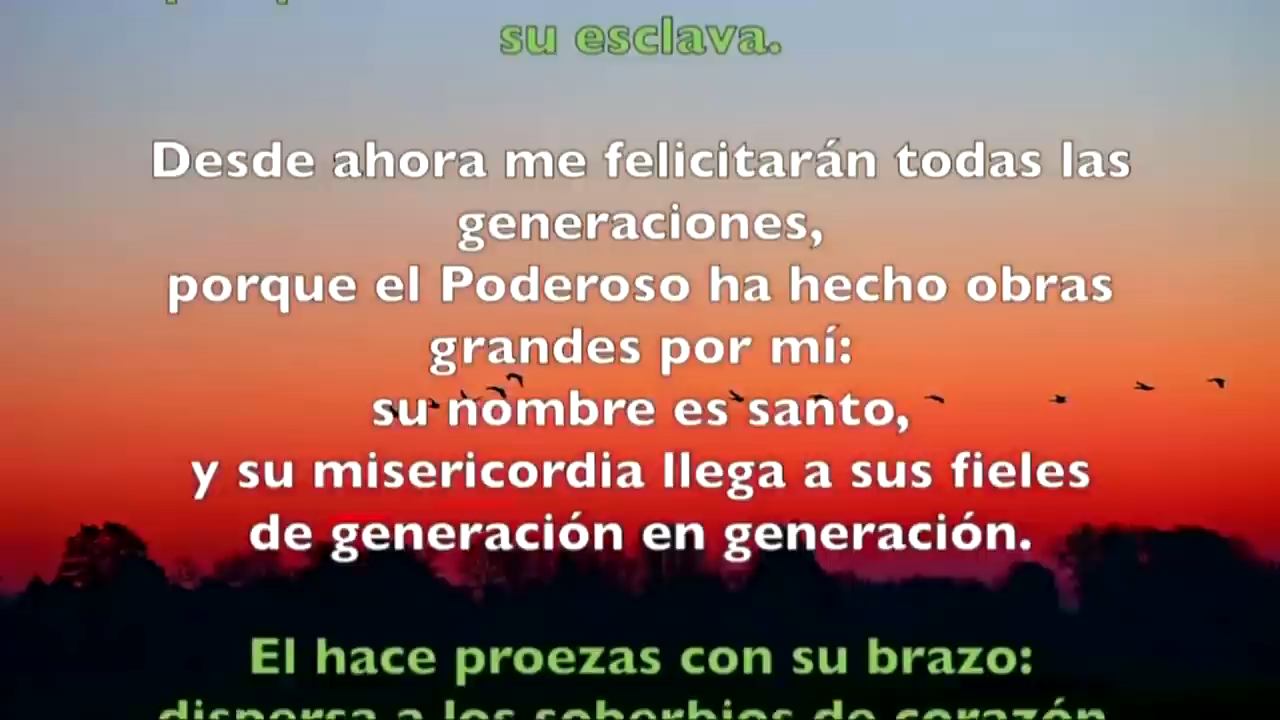 su esclava.
Desde ahora me felicitarán todas las
generaciones,
porque el Poderoso ha hecho obras
grandes por mí:
su nombre es santo,
y su misericordia llega a sus fieles
de generación en generación.
El hace proezas con su brazo:
dispersa a los soberbios de corazón